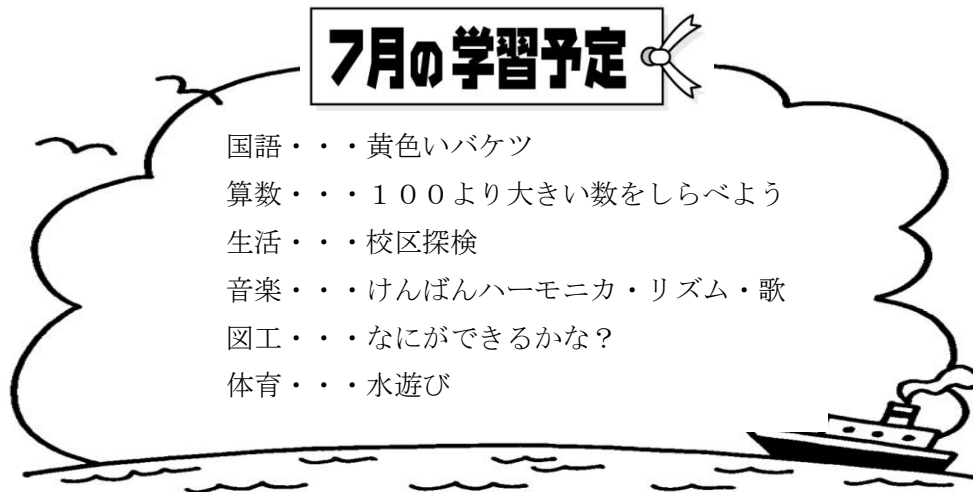 7月の学習予定
国語・・・黄色いバケツ
算数・・・１００より大きい数をしらべよう
生活・・・校区探検
音楽・・・けんばんハーモニカ・リズム・歌
図工・・・なにができるかな？
体育・・・水遊び